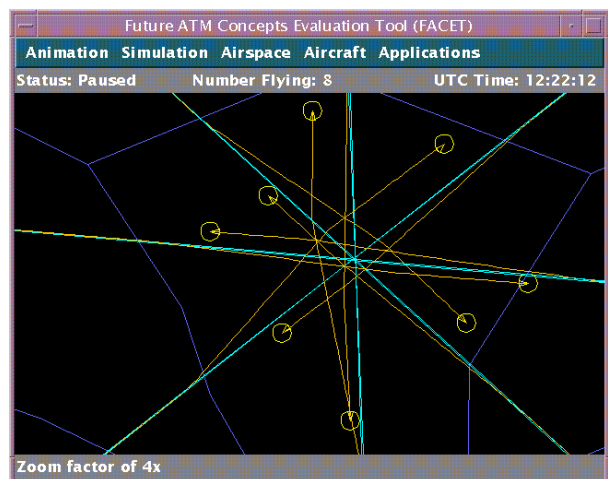 Future ATM Concepts Evaluation Tool (FACET)
Animation Simulation Airspace Aircraft Applications
Status: Paused Number Flying: 8 UTC Time: 12:22:12
Zoom factor of 4x